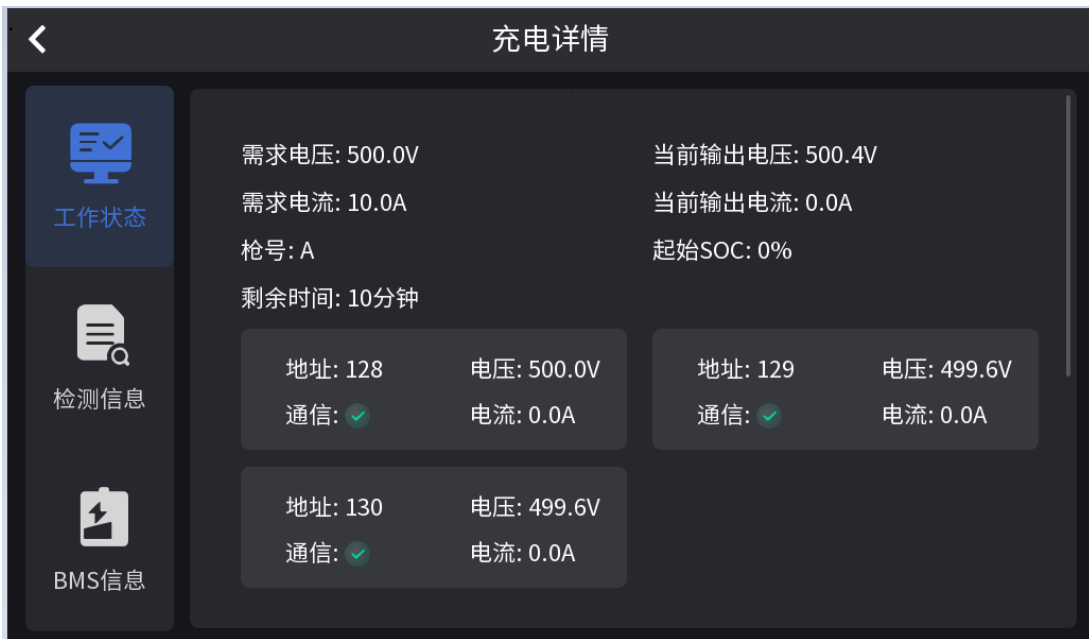 充电详情
工作状态
检测信息
BMS信息
需求电压: 500.0V
当前输出电压: 500.4V
需求电流: 10.0A
当前输出电流: 0.0A
枪号: A
起始SOC: 0%
剩余时间: 10分钟
地址: 128
电压: 500.0V
通信:
电流: 0.0A
地址: 129
电压: 499.6V
通信:
电流: 0.0A
地址: 130
电压: 499.6V
通信:
电流: 0.0A